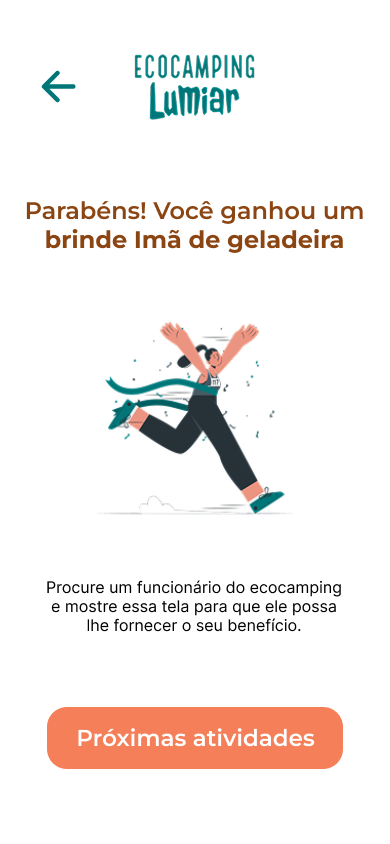 ECOCAMPING
Lumiar
Parabéns! Você ganhou um
brinde Imã de geladeira
117
Procure um funcionário do ecocamping
e mostre essa tela para que ele possa
lhe fornecer o seu benefício.
Próximas atividades